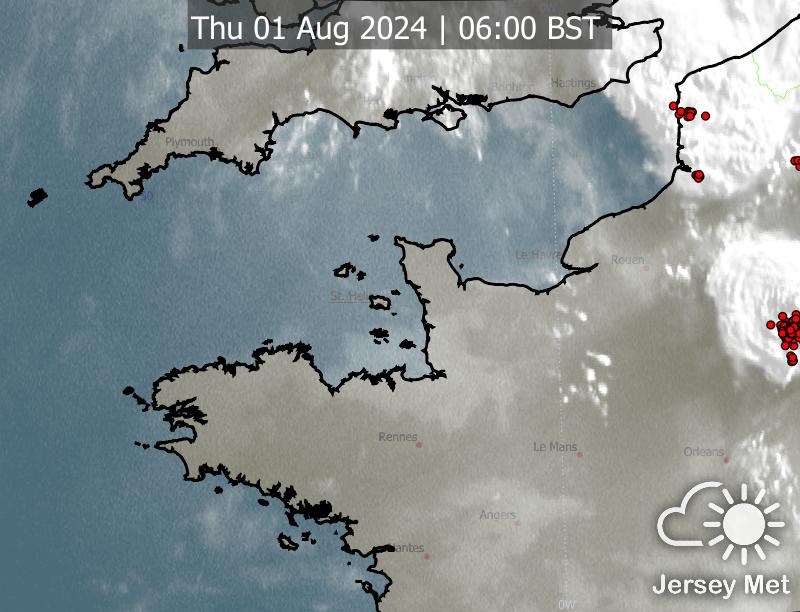 Thu 01 Aug 2024 | 06:00 BST
Hastings
Plymouth
50
Le Havre
Rouen
St. Heli
Rennes
Le Mans
Orleans
Angers
Nantes
0W
Jersey Met